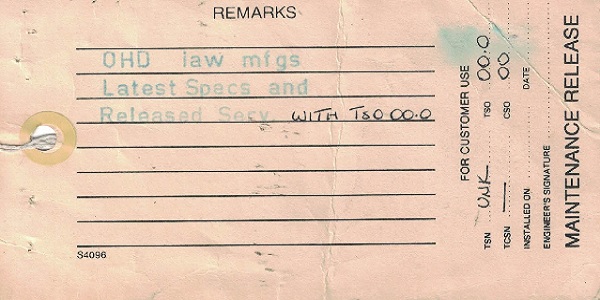 REMARKS
OHD iaw mfgs
Latest Specs and
Released Serv. WITH TSO 00.0
S4096
FOR CUSTOMER USE
TSN UNK TSO 00.0
TCSN — CSO 00
INSTALLED ON DATE
ENGINEER'S SIGNATURE
MAINTENANCE RELEASE